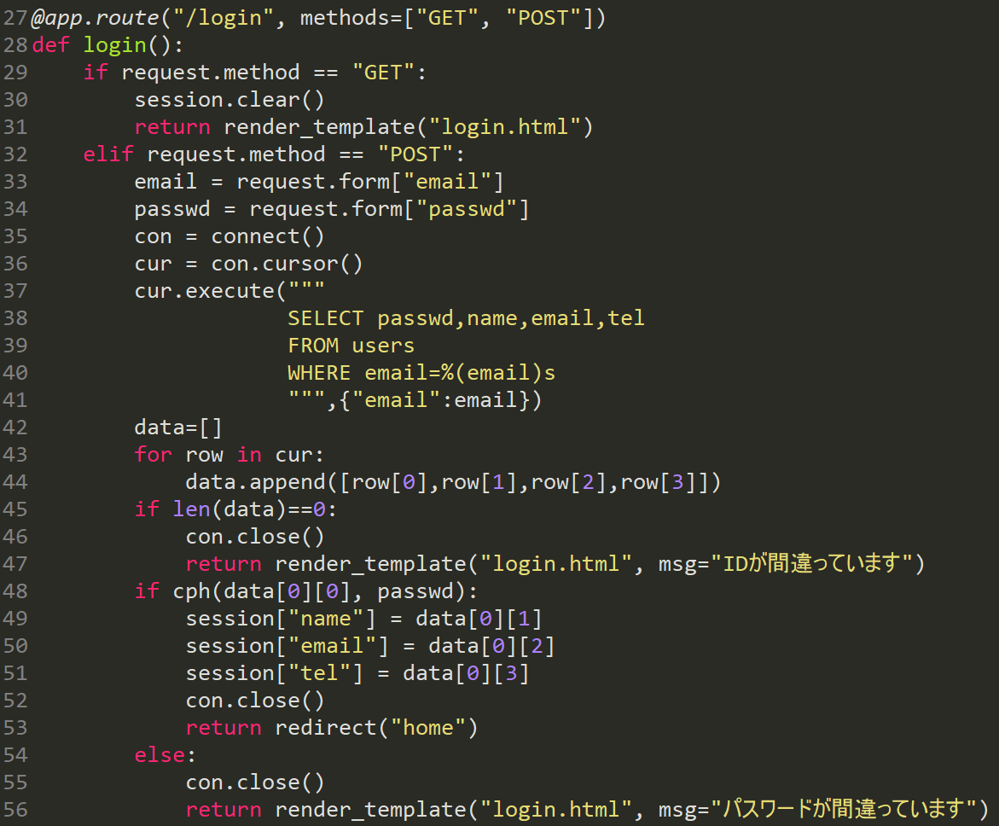 27 @app.route("/login", methods=["GET", "POST"])
28 def login():
29     if request.method == "GET":
30         session.clear()
31         return render_template("login.html")
32     elif request.method == "POST":
33         email = request.form["email"]
34         passwd = request.form["passwd"]
35         con = connect()
36         cur = con.cursor()
37         cur.execute("""
38                     SELECT passwd,name,email,tel
39                     FROM users
40                     WHERE email=%(email)s
41                     """,{"email":email})
42         data=[]
43         for row in cur:
44             data.append([row[0],row[1],row[2],row[3]])
45         if len(data)==0:
46             con.close()
47             return render_template("login.html", msg="IDが間違っています")
48         if cph(data[0][0], passwd):
49             session["name"] = data[0][1]
50             session["email"] = data[0][2]
51             session["tel"] = data[0][3]
52             con.close()
53             return redirect("home")
54         else:
55             con.close()
56             return render_template("login.html", msg="パスワードが間違っています")